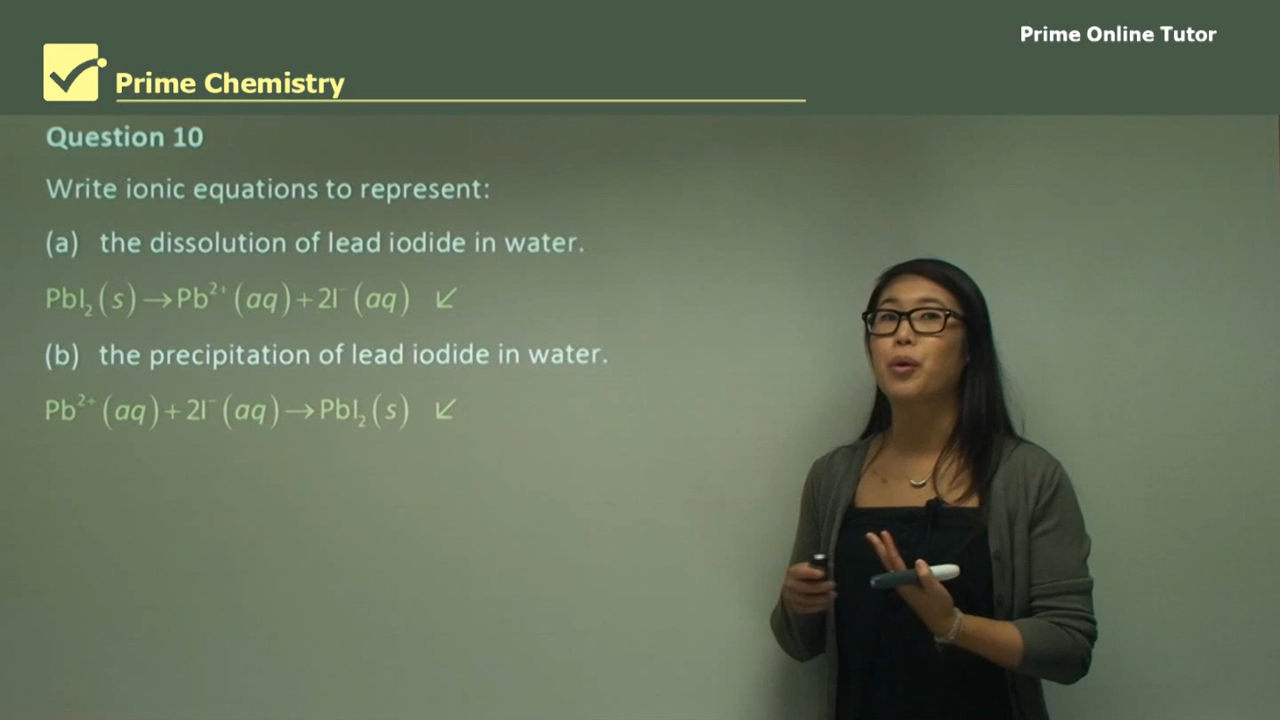 Prime Online Tutor
Prime Chemistry
Question 10
Write ionic equations to represent:
(a) the dissolution of lead iodide in water.
PbI₂(s)→Pb²⁺(aq)+2I⁻(aq) ↙
(b) the precipitation of lead iodide in water.
Pb²⁺(aq)+2I⁻(aq)→PbI₂(s) ↙